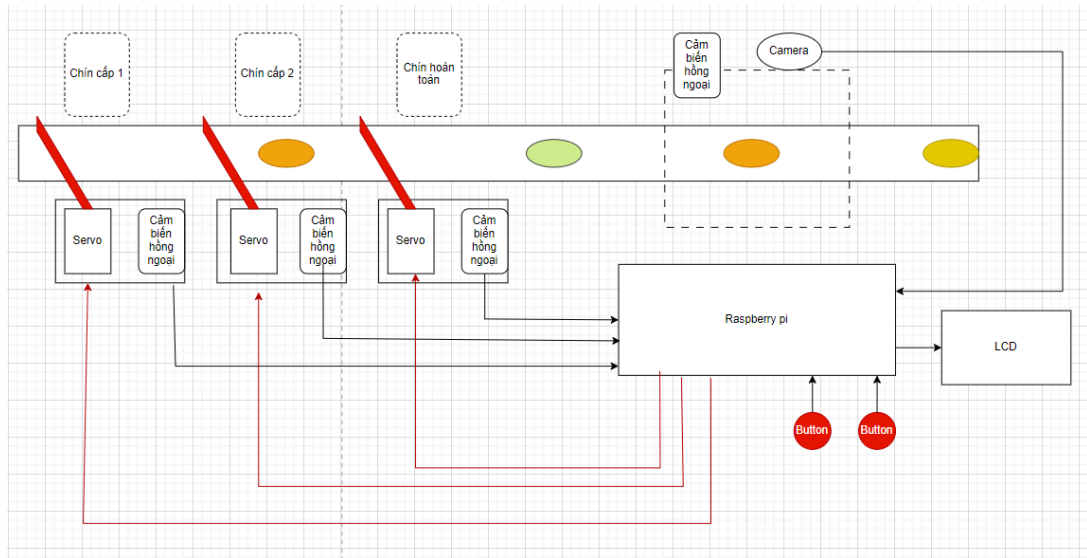 Chín cấp 1
Chín cấp 2
Chín hoàn
toàn
Cảm
biến
hồng
ngoại
Camera
Servo
Cảm
biến
hồng
ngoại
Servo
Cảm
biến
hồng
ngoại
Servo
Cảm
biến
hồng
ngoại
Raspberry pi
LCD
Button
Button